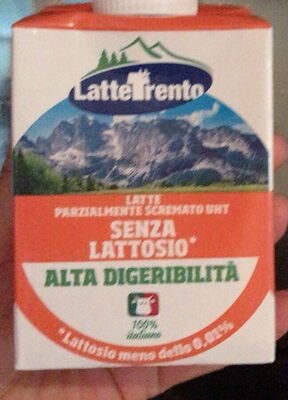 LatteTrento
LATTE
PARZIALMENTE SCREMATO UHT
SENZA
LATTOSIO*
ALTA DIGERIBILITÀ
100%
italiano
*Lattosio meno dello 0.01%